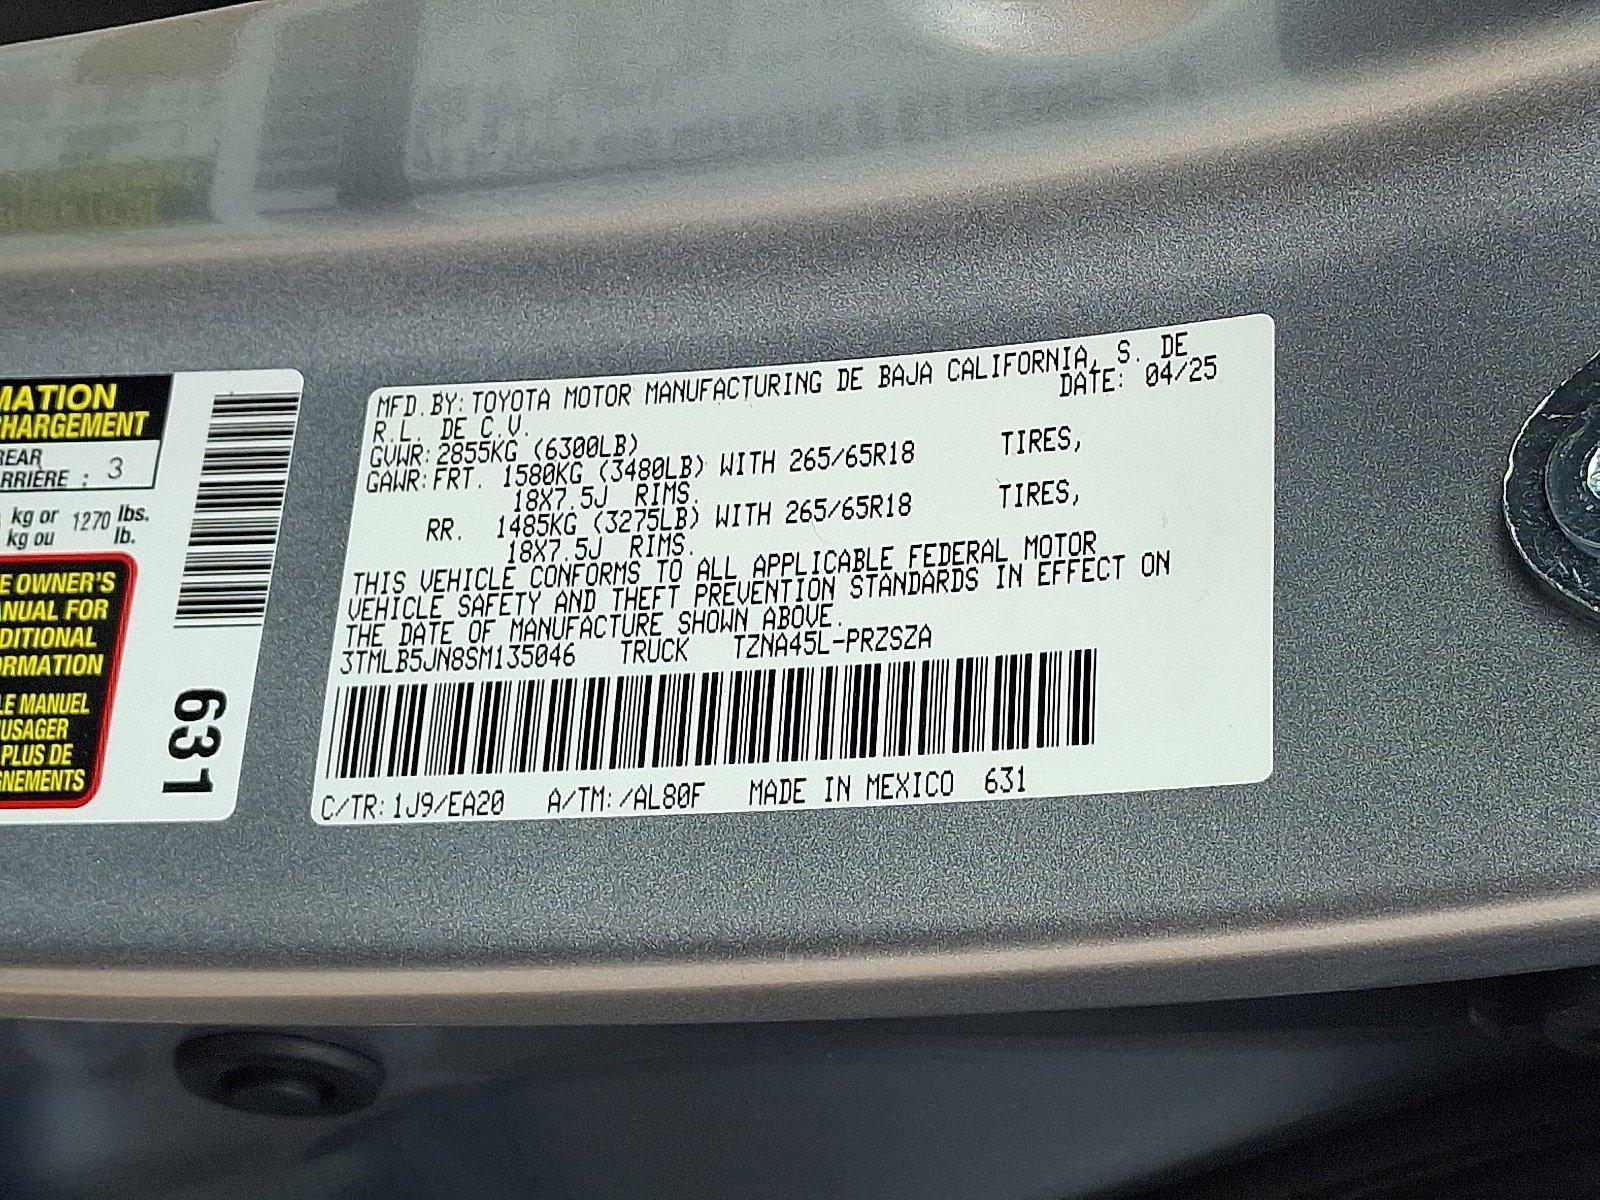 MATION
CHARGEMENT
REAR
ARRIÈRE : 3
kg or 1270 lbs.
kg ou lb.
E OWNER'S
ANUAL FOR
DITIONAL
ORMATION
LE MANUEL
USAGER
PLUS DE
GNEMENTS
631
MFD. BY: TOYOTA MOTOR MANUFACTURING DE BAJA CALIFORNIA, S. DE
R.L. DE C.V. DATE: 04/25
GVWR: 2855KG (6300LB)
GAWR: FRT. 1580KG (3480LB) WITH 265/65R18 TIRES,
18X7.5J RIMS.
RR. 1485KG (3275LB) WITH 265/65R18 TIRES,
18X7.5J RIMS.
THIS VEHICLE CONFORMS TO ALL APPLICABLE FEDERAL MOTOR
VEHICLE SAFETY AND THEFT PREVENTION STANDARDS IN EFFECT ON
THE DATE OF MANUFACTURE SHOWN ABOVE.
3TMLB5JN8SM135046 TRUCK TZNA45L-PRZSZA
C/TR: 1J9/EA20 A/TM: /AL80F MADE IN MEXICO 631